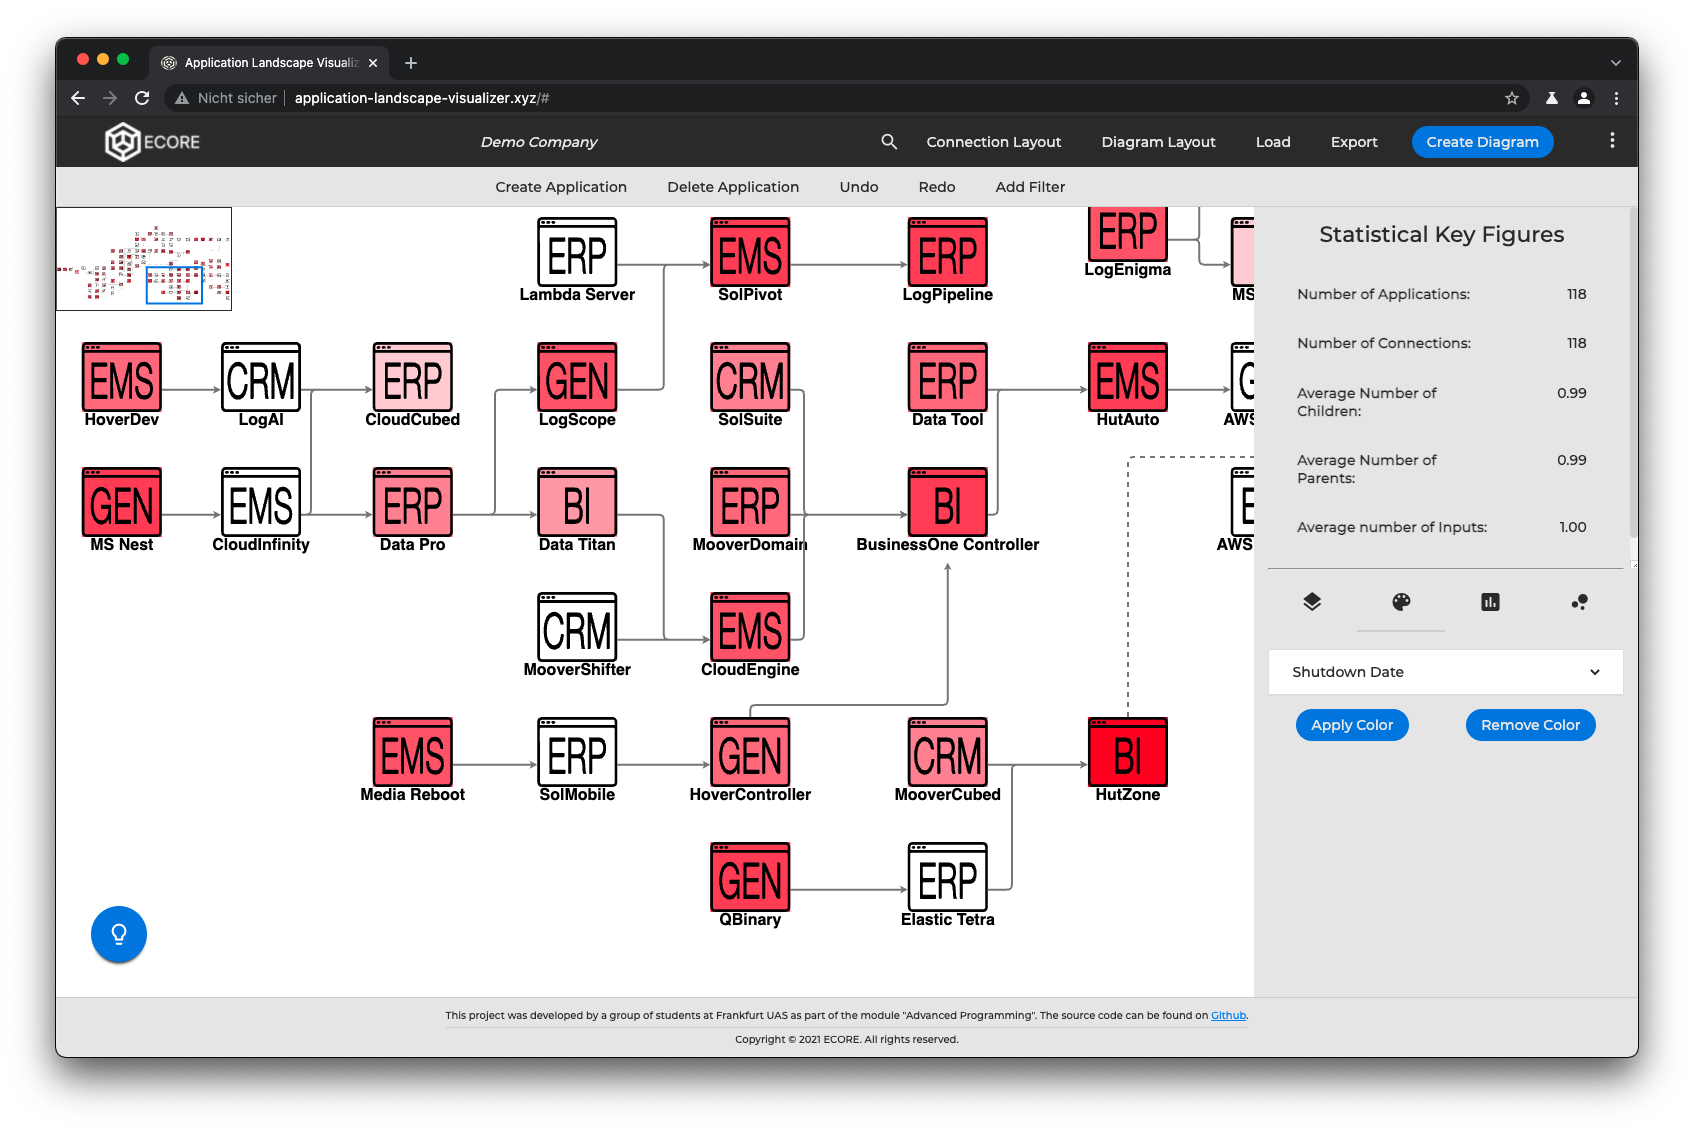 Application Landscape Visualiz
Nicht sicher
application-landscape-visualizer.xyz/#
ECORE
Demo Company
Connection Layout
Diagram Layout
Load
Export
Create Diagram
Create Application
Delete Application
Undo
Redo
Add Filter
ERP
Lambda Server
EMS
SolPivot
ERP
LogPipeline
ERP
LogEnigma
MS
EMS
HoverDev
CRM
LogAI
ERP
CloudCubed
GEN
LogScope
CRM
SolSuite
ERP
Data Tool
EMS
HutAuto
AWS
GEN
MS Nest
EMS
CloudInfinity
ERP
Data Pro
BI
Data Titan
ERP
MooverDomain
BI
BusinessOne Controller
AWS
CRM
MooverShifter
EMS
CloudEngine
EMS
Media Reboot
ERP
SolMobile
GEN
HoverController
CRM
MooverCubed
BI
HutZone
GEN
QBinary
ERP
Elastic Tetra
Statistical Key Figures
Number of Applications: 118
Number of Connections: 118
Average Number of
Children: 0.99
Average Number of
Parents: 0.99
Average number of Inputs: 1.00
Shutdown Date
Apply Color
Remove Color
This project was developed by a group of students at Frankfurt UAS as part of the module "Advanced Programming". The source code can be found on Github.
Copyright © 2021 ECORE. All rights reserved.